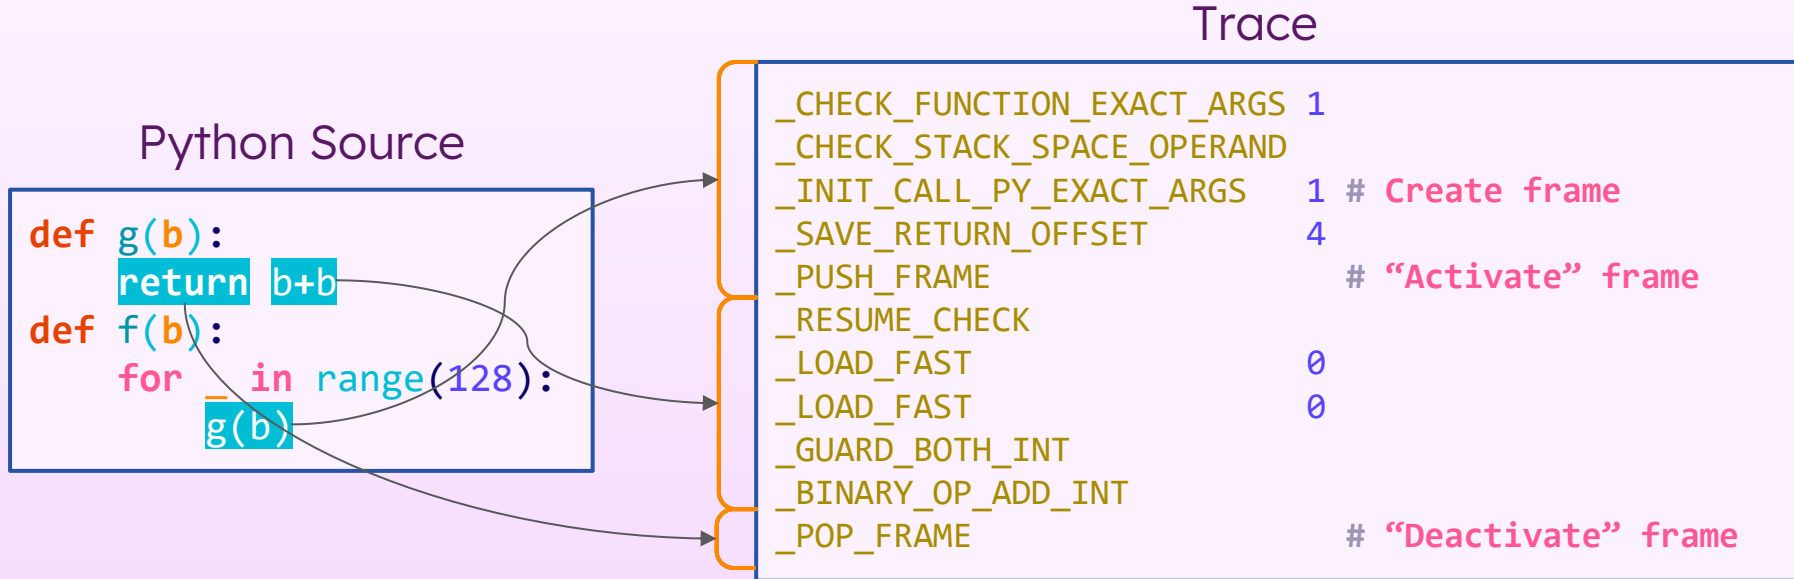 Python Source
def g(b):
return b+b
def f(b):
for _ in range(128):
g(b)
Trace
_CHECK_FUNCTION_EXACT_ARGS 1
_CHECK_STACK_SPACE_OPERAND
_INIT_CALL_PY_EXACT_ARGS 1 # Create frame
_SAVE_RETURN_OFFSET 4
_PUSH_FRAME # “Activate” frame
_RESUME_CHECK
_LOAD_FAST 0
_LOAD_FAST 0
_GUARD_BOTH_INT
_BINARY_OP_ADD_INT
_POP_FRAME # “Deactivate” frame